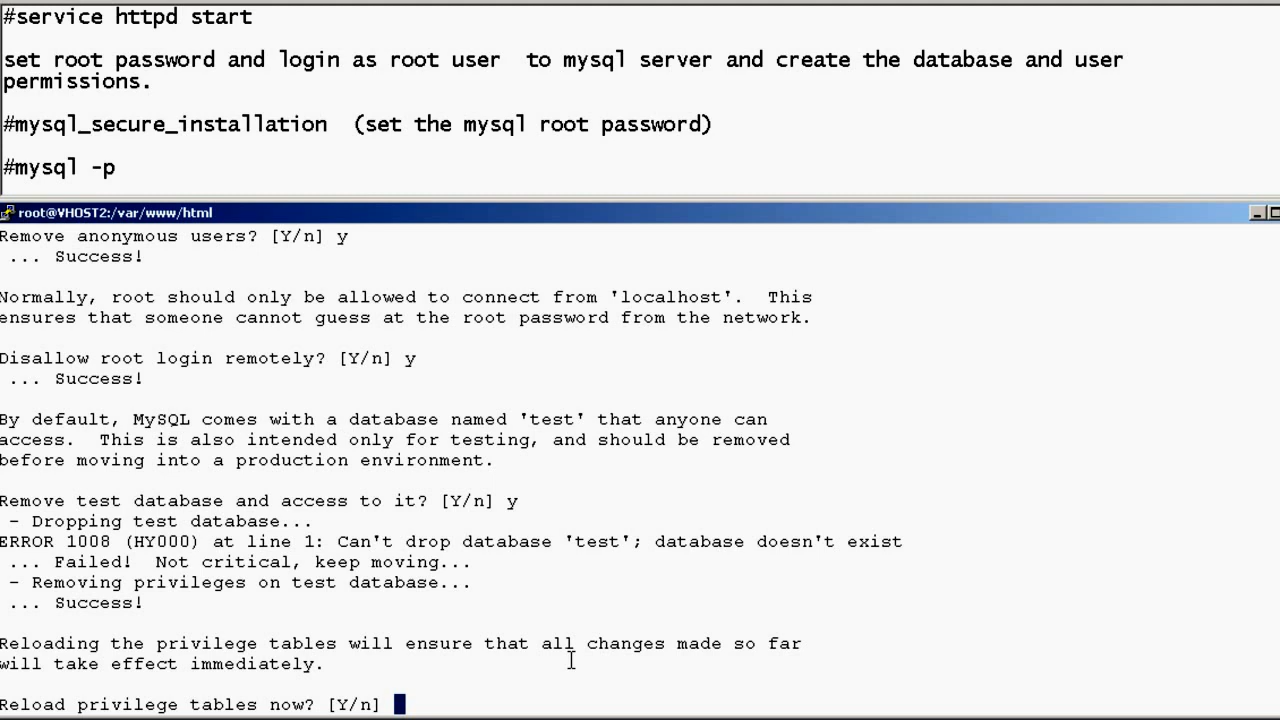 #service httpd start
set root password and login as root user  to mysql server and create the database and user
permissions.
#mysql_secure_installation  (set the mysql root password)
#mysql -p
root@VHOST2:/var/www/html
Remove anonymous users? [Y/n] y
 ... Success!
Normally, root should only be allowed to connect from 'localhost'.  This
ensures that someone cannot guess at the root password from the network.
Disallow root login remotely? [Y/n] y
 ... Success!
By default, MySQL comes with a database named 'test' that anyone can
access.  This is also intended only for testing, and should be removed
before moving into a production environment.
Remove test database and access to it? [Y/n] y
 - Dropping test database...
ERROR 1008 (HY000) at line 1: Can't drop database 'test'; database doesn't exist
 ... Failed!  Not critical, keep moving...
 - Removing privileges on test database...
 ... Success!
Reloading the privilege tables will ensure that all changes made so far
will take effect immediately.
Reload privilege tables now? [Y/n]